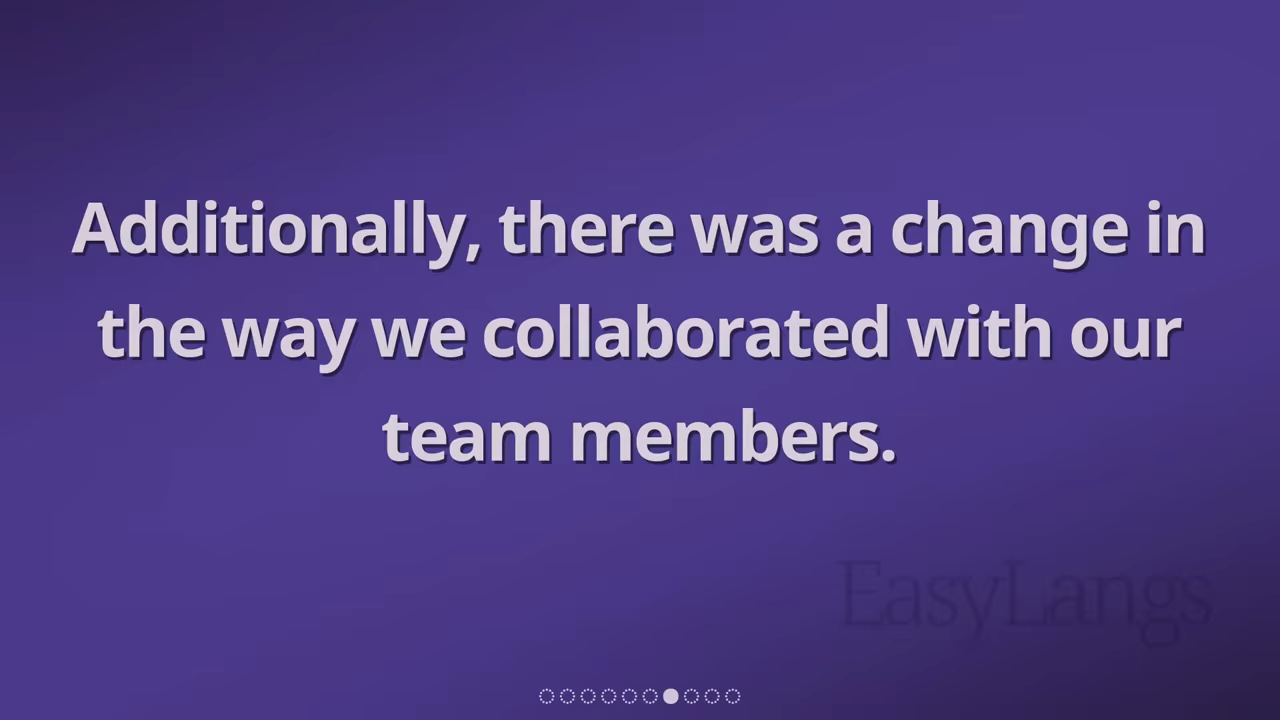 Additionally, there was a change in
the way we collaborated with our
team members.
EasyLangs